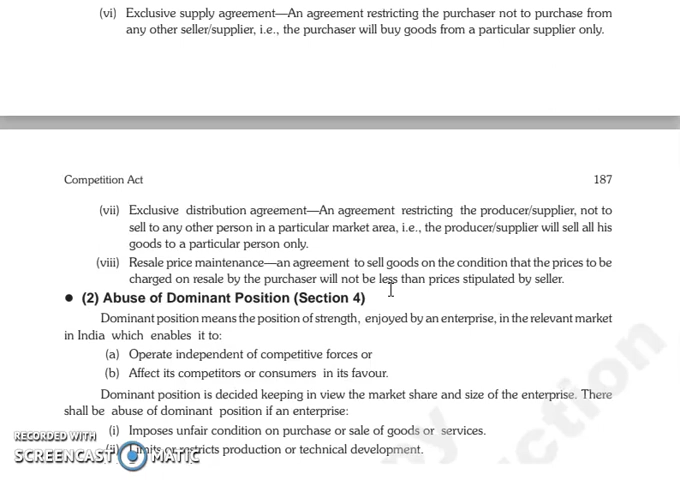 (vi) Exclusive supply agreement—An agreement restricting the purchaser not to purchase from
any other seller/supplier, i.e., the purchaser will buy goods from a particular supplier only.
Competition Act 187
(vii) Exclusive distribution agreement—An agreement restricting the producer/supplier, not to
sell to any other person in a particular market area, i.e., the producer/supplier will sell all his
goods to a particular person only.
(viii) Resale price maintenance—an agreement to sell goods on the condition that the prices to be
charged on resale by the purchaser will not be less than prices stipulated by seller.
• (2) Abuse of Dominant Position (Section 4)
Dominant position means the position of strength, enjoyed by an enterprise, in the relevant market
in India which enables it to:
(a) Operate independent of competitive forces or
(b) Affect its competitors or consumers in its favour.
Dominant position is decided keeping in view the market share and size of the enterprise. There
shall be abuse of dominant position if an enterprise:
(i) Imposes unfair condition on purchase or sale of goods or services.
(ii) Limits or restricts production or technical development.
RECORDED WITH
SCREENCAST MATIC